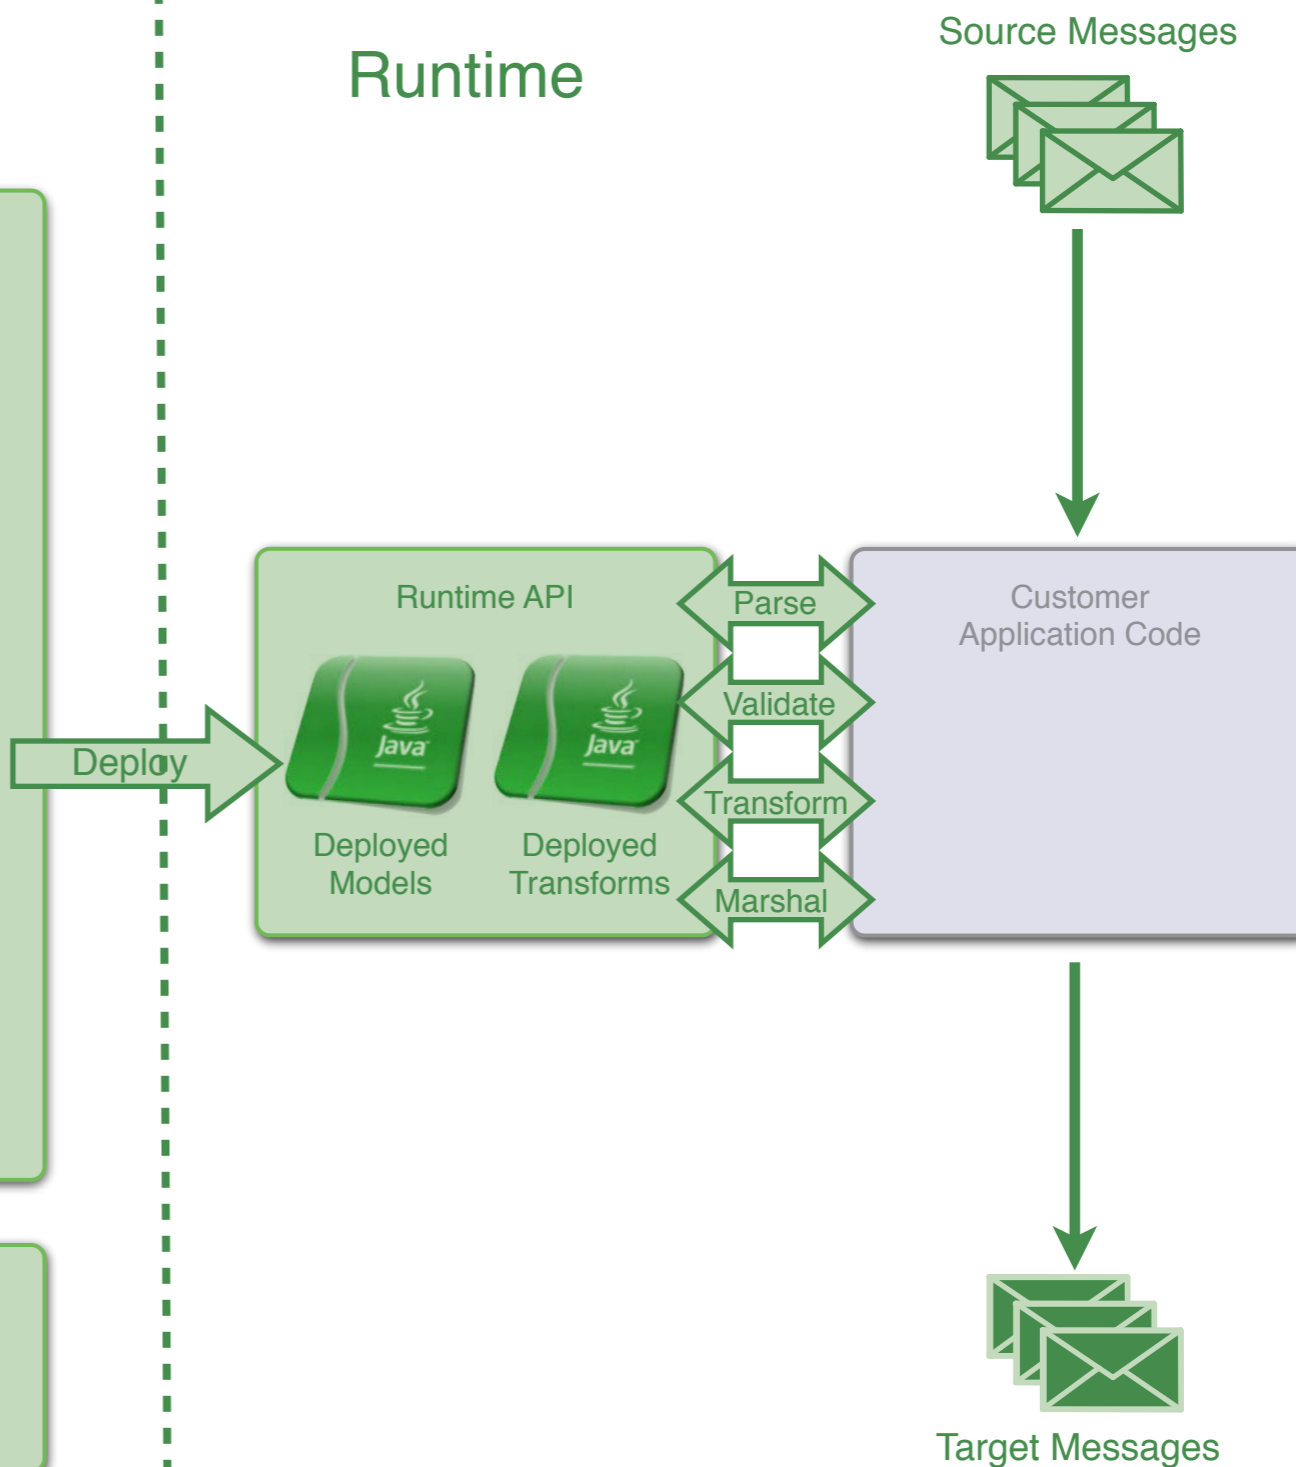 Source Messages
Runtime
Runtime API
Parse
Customer
Application Code
Validate
Java
Java
Deploy
Transform
Deployed
Models
Deployed
Transforms
Marshal
Target Messages